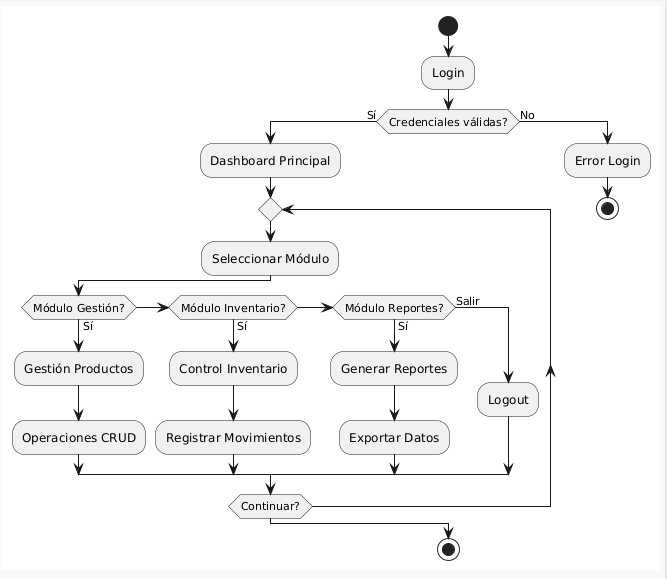 Login
Sí
Credenciales válidas?
No
Dashboard Principal
Error Login
Seleccionar Módulo
Módulo Gestión?
Módulo Inventario?
Módulo Reportes?
Salir
Sí
Sí
Sí
Gestión Productos
Control Inventario
Generar Reportes
Logout
Operaciones CRUD
Registrar Movimientos
Exportar Datos
Continuar?